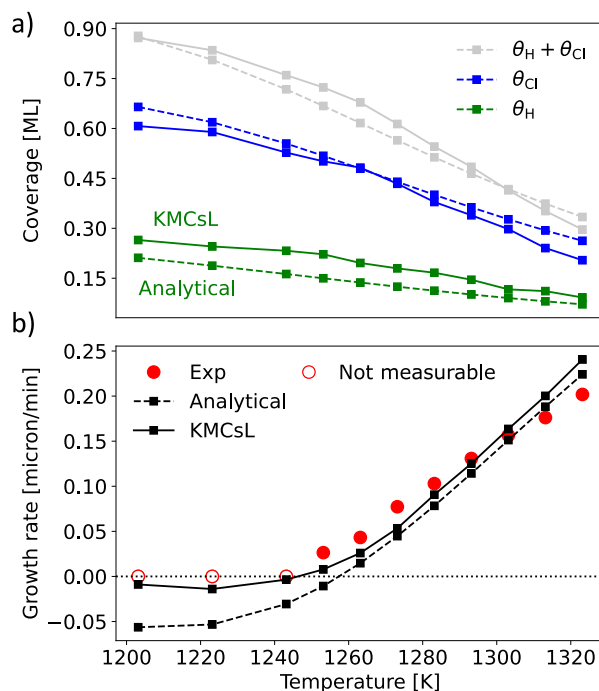 a)
Coverage [ML]
0.90
0.75
0.60
0.45
0.30
0.15
θH + θCl
θCl
θH
KMCsL
Analytical
b)
Growth rate [micron/min]
0.25
0.20
0.15
0.10
0.05
0.00
−0.05
Exp
Not measurable
Analytical
KMCsL
1200 1220 1240 1260 1280 1300 1320
Temperature [K]